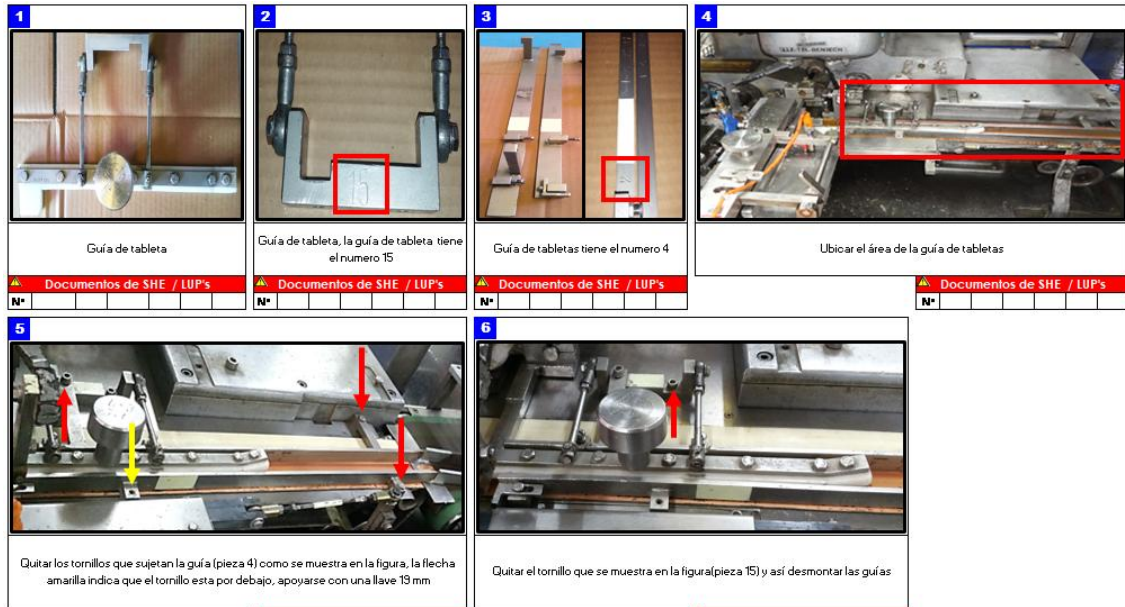 1
2
3
4
15
Guía de tableta
Guía de tableta, la guía de tableta tiene
el numero 15
Guía de tabletas tiene el numero 4
Ubicar el área de la guía de tabletas
Documentos de SHE / LUP's
Documentos de SHE / LUP's
Documentos de SHE / LUP's
Documentos de SHE / LUP's
N°
N°
N°
N°
5
6
Quitar los tornillos que sujetan la guía (pieza 4) como se muestra en la figura, la flecha
amarilla indica que el tornillo esta por debajo, apoyarse con una llave 19 mm
Quitar el tornillo que se muestra en la figura(pieza 15) y así desmontar las guías